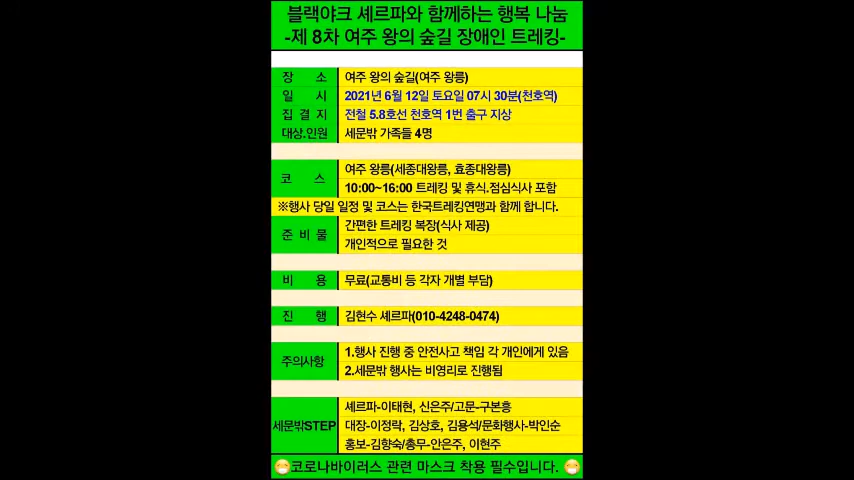 블랙야크 셰르파와 함께하는 행복 나눔
-제 8차 여주 왕의 숲길 장애인 트레킹-
장 소 여주 왕의 숲길(여주 왕릉)
일 시 2021년 6월 12일 토요일 07시 30분(천호역)
집 결 지 전철 5.8호선 천호역 1번 출구 지상
대상.인원 세문밖 가족들 4명
코 스 여주 왕릉(세종대왕릉, 효종대왕릉)
10:00~16:00 트레킹 및 휴식.점심식사 포함
※행사 당일 일정 및 코스는 한국트레킹연맹과 함께 합니다.
준 비 물 간편한 트레킹 복장(식사 제공)
개인적으로 필요한 것
비 용 무료(교통비 등 각자 개별 부담)
진 행 김현수 셰르파(010-4248-0474)
주의사항 1.행사 진행 중 안전사고 책임 각 개인에게 있음
2.세문밖 행사는 비영리로 진행됨
세문밖STEP 셰르파-이태현, 신은주/고문-구본흥
대장-이정락, 김상호, 김용석/문화행사-박인순
홍보-김향숙/총무-안은주, 이현주
코로나바이러스 관련 마스크 착용 필수입니다.